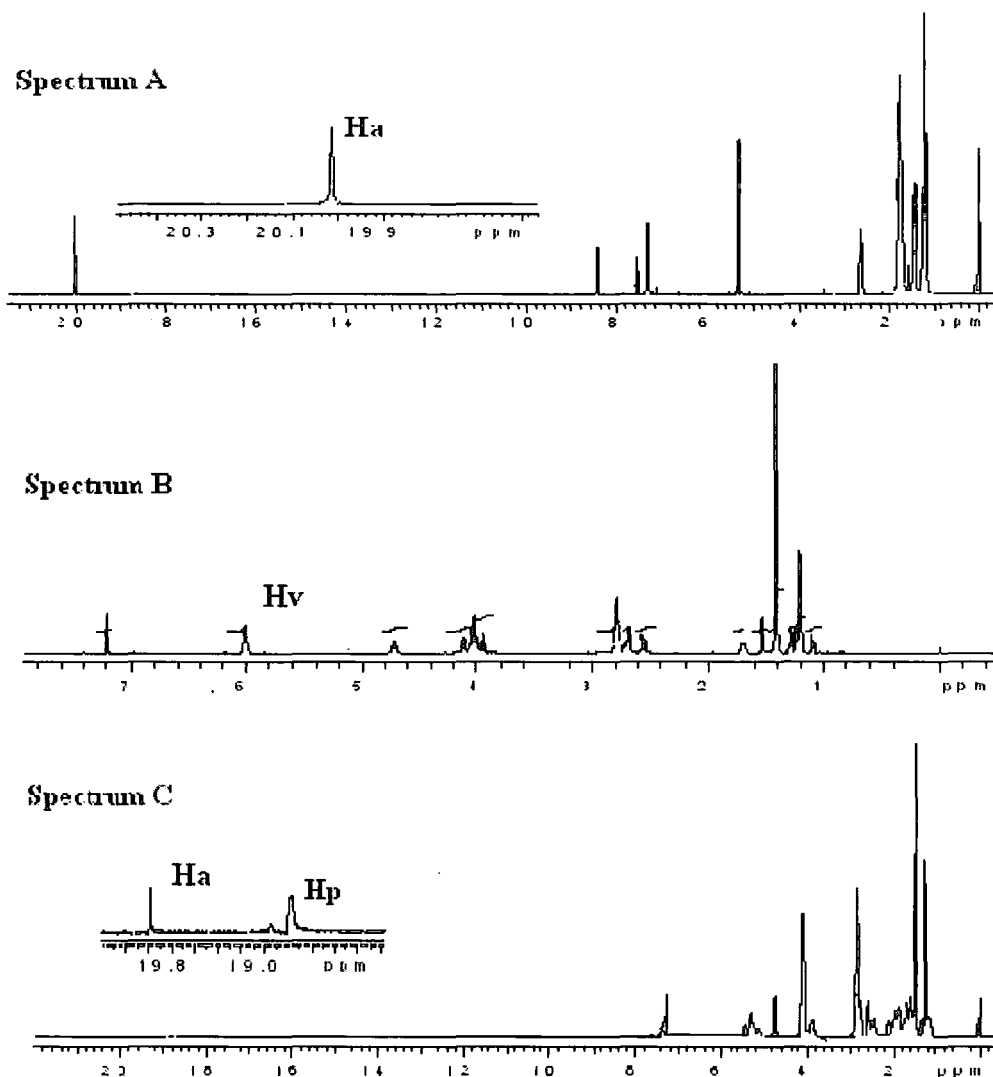 Spectrum A
Ha
20.3 20.1 19.9 ppm
20 16 14 12 10 8 6 4 2 ppm
Spectrum B
Hv
7 6 5 4 3 2 1 ppm
Spectrum C
Ha
Hp
19.8 19.0 ppm
20 18 16 14 12 10 8 6 4 2 ppm